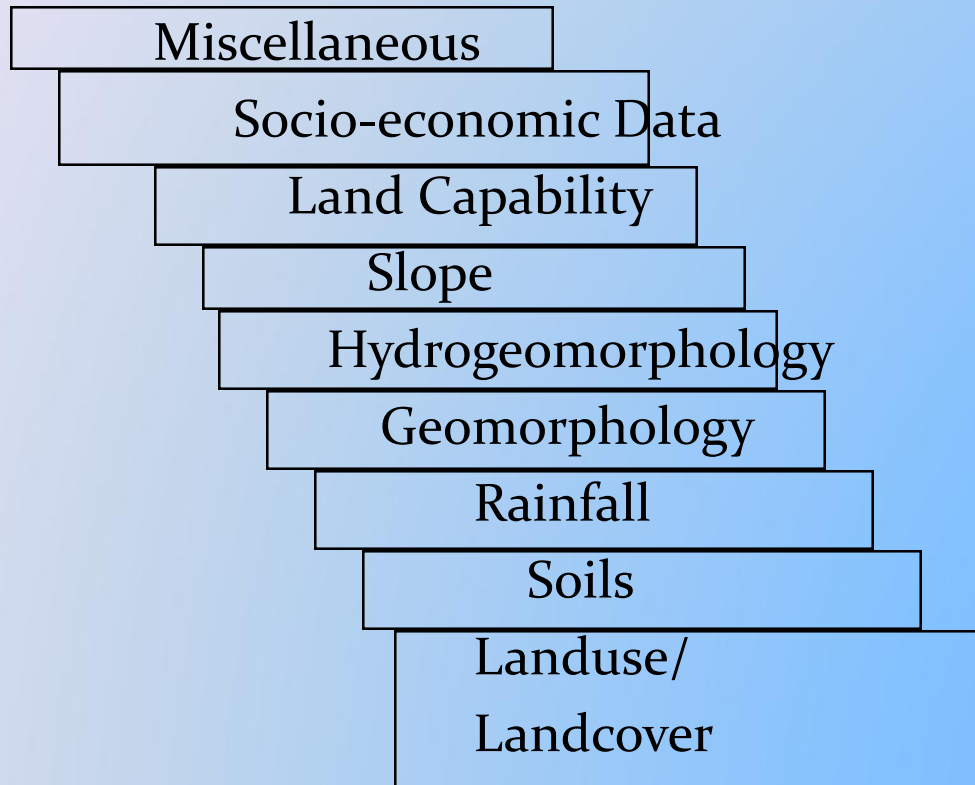 Miscellaneous
Socio-economic Data
Land Capability
Slope
Hydrogeomorphology
Geomorphology
Rainfall
Soils
Landuse/
Landcover